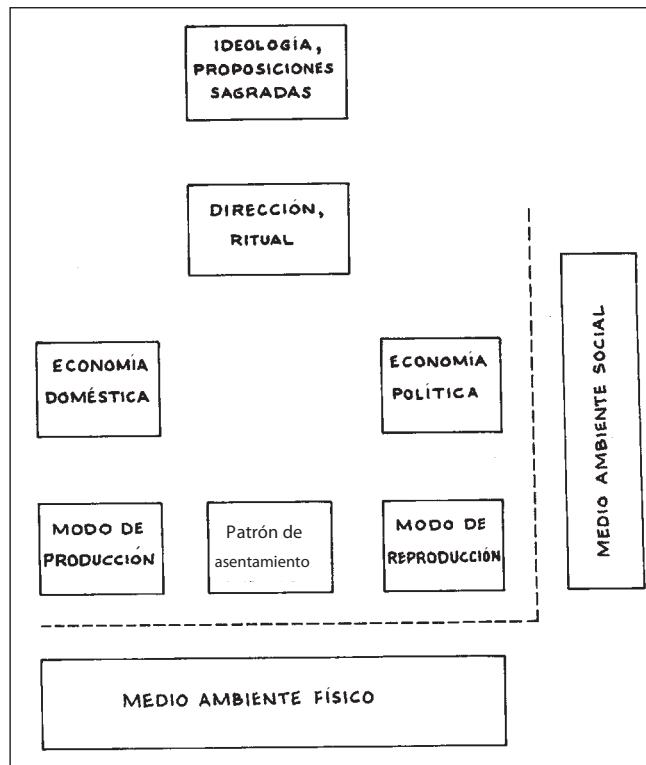 IDEOLOGÍA,
PROPOSICIONES
SAGRADAS
DIRECCIÓN,
RITUAL
ECONOMÍA
DOMÉSTICA
ECONOMÍA
POLÍTICA
MEDIO AMBIENTE SOCIAL
MODO DE
PRODUCCIÓN
Patrón de
asentamiento
MODO DE
REPRODUCCIÓN
MEDIO AMBIENTE FÍSICO